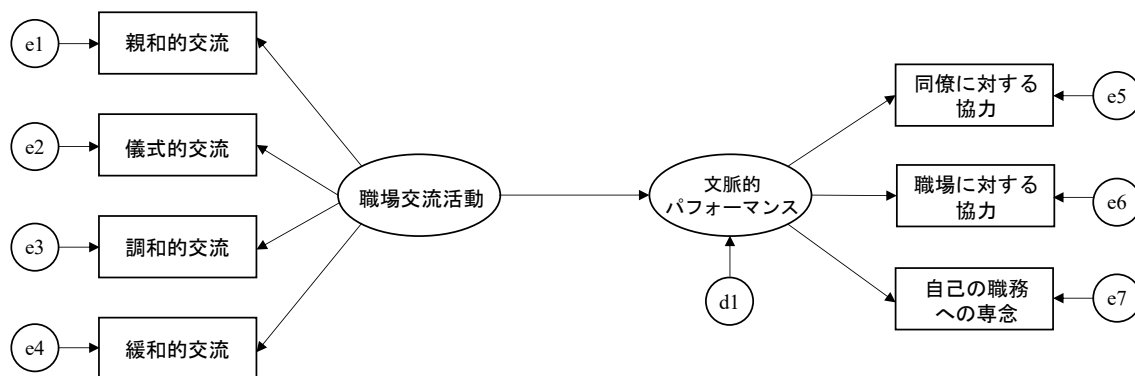 e1
親和的交流
e2
儀式的交流
e3
調和的交流
e4
緩和的交流
職場交流活動
文脈的
パフォーマンス
d1
同僚に対する
協力
e5
職場に対する
協力
e6
自己の職務
への専念
e7